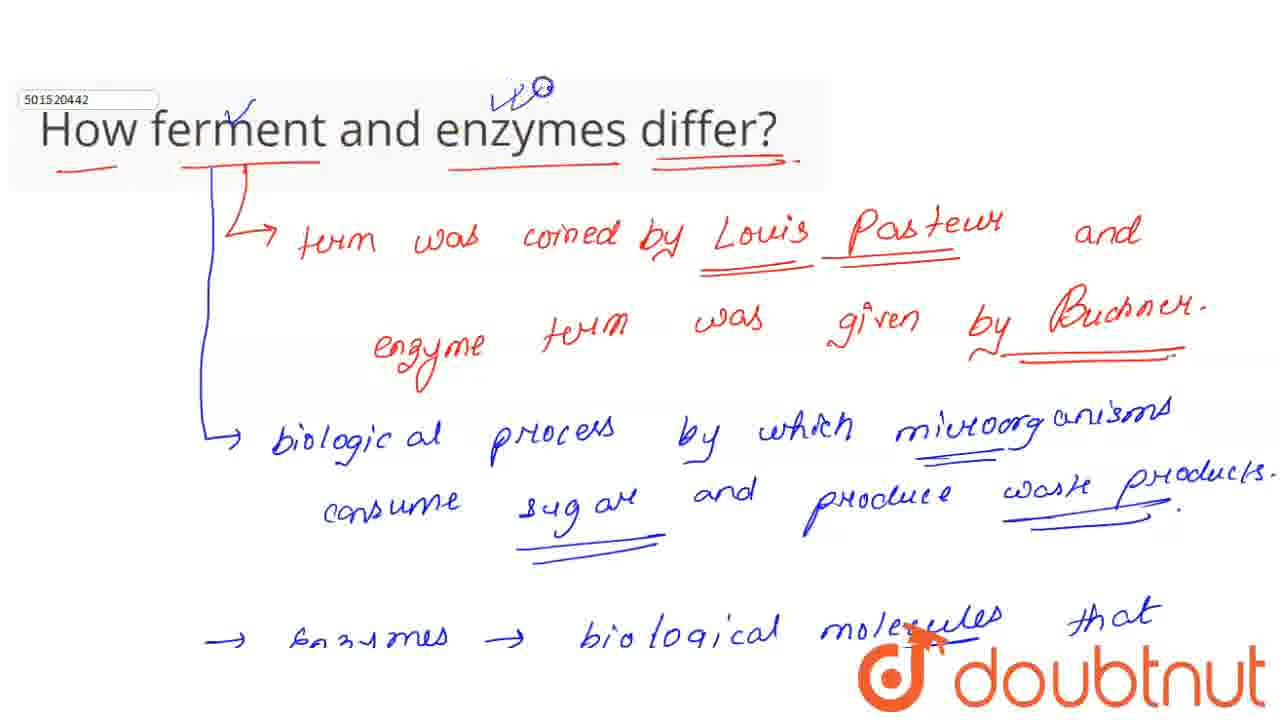 501520442
How ferment and enzymes differ?
term was coined by Louis Pasteur and
enzyme term was given by Buchner.
biological process by which microorganisms
consume sugar and produce waste products.
→ Enzymes → biological molecules that
doubtnut